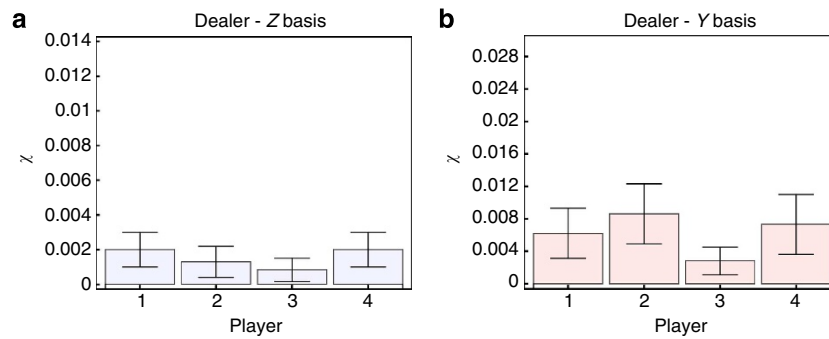 a
Dealer - Z basis
0.014
0.012
0.01
0.008
0.006
0.004
0.002
0
χ
1 2 3 4
Player
b
Dealer - Y basis
0.028
0.024
0.02
0.016
0.012
0.008
0.004
0
χ
1 2 3 4
Player